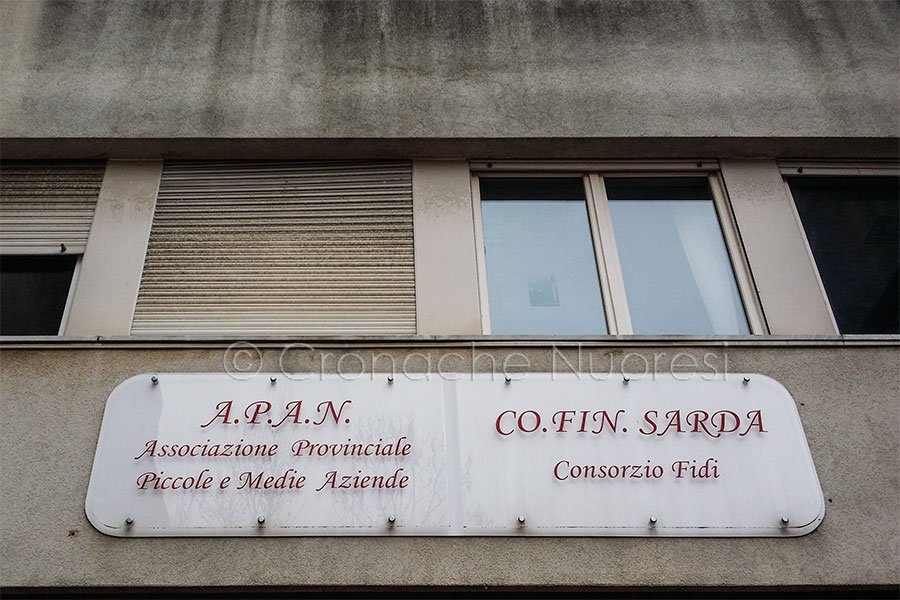 © Cronache Nuoresi
A.P.A.N.
Associazione Provinciale
Piccole e Medie Aziende
CO.FIN. SARDA
Consorzio Fidi